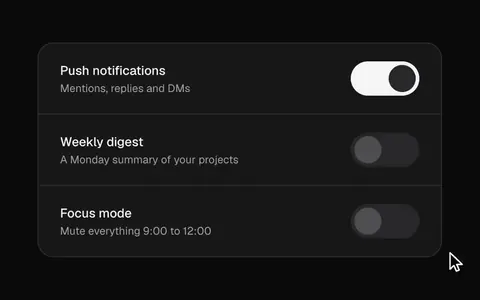 Push notifications
Mentions, replies and DMs
Weekly digest
A Monday summary of your projects
Focus mode
Mute everything 9:00 to 12:00